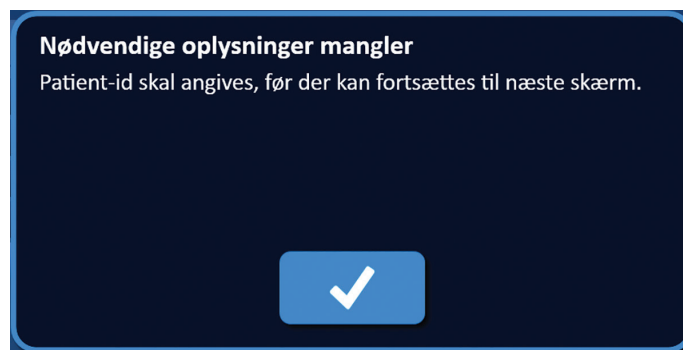 Nødvendige oplysninger mangler
Patient-id skal angives, før der kan fortsættes til næste skærm.